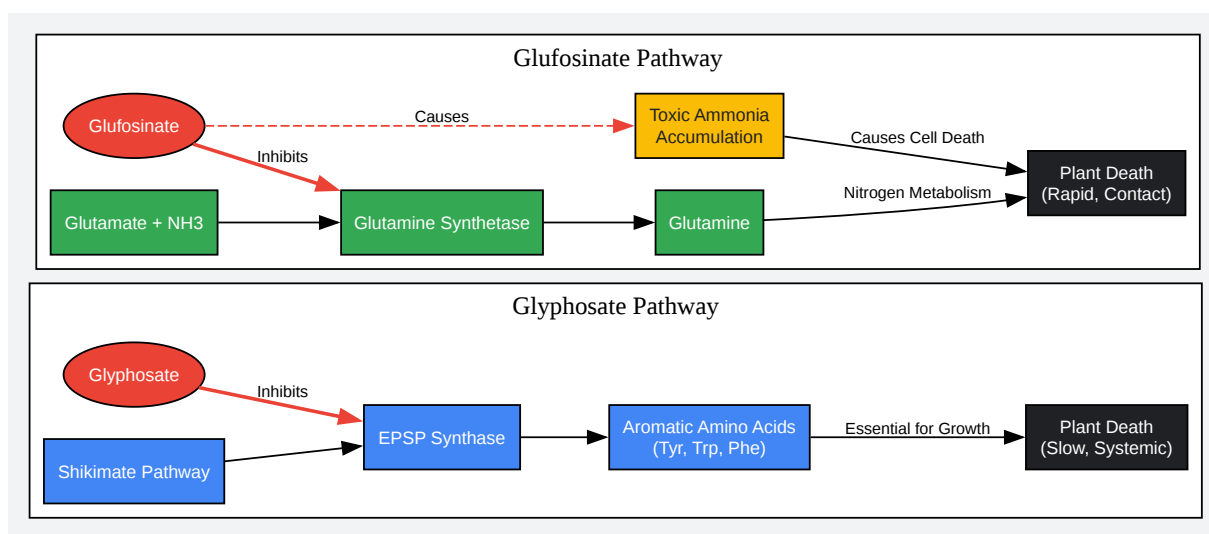 Glufosinate Pathway
Glufosinate
Causes
Toxic Ammonia
Accumulation
Inhibits
Causes Cell Death
Plant Death
(Rapid, Contact)
Glutamate + NH3
Glutamine Synthetase
Glutamine
Nitrogen Metabolism
Glyphosate Pathway
Glyphosate
Inhibits
EPSP Synthase
Aromatic Amino Acids
(Tyr, Trp, Phe)
Essential for Growth
Plant Death
(Slow, Systemic)
Shikimate Pathway